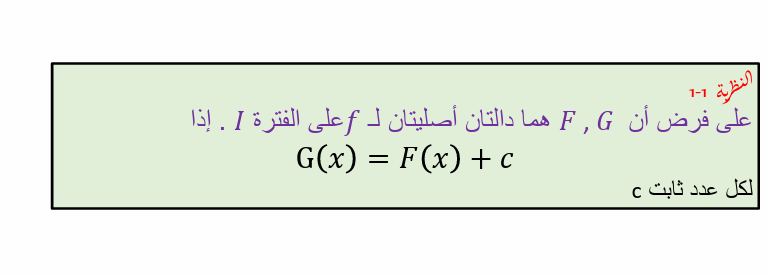 النظرية 1-1
على فرض أن F , G هما دالتان أصليتان لـ f على الفترة I . إذا
G(x) = F(x) + c
لكل عدد ثابت c